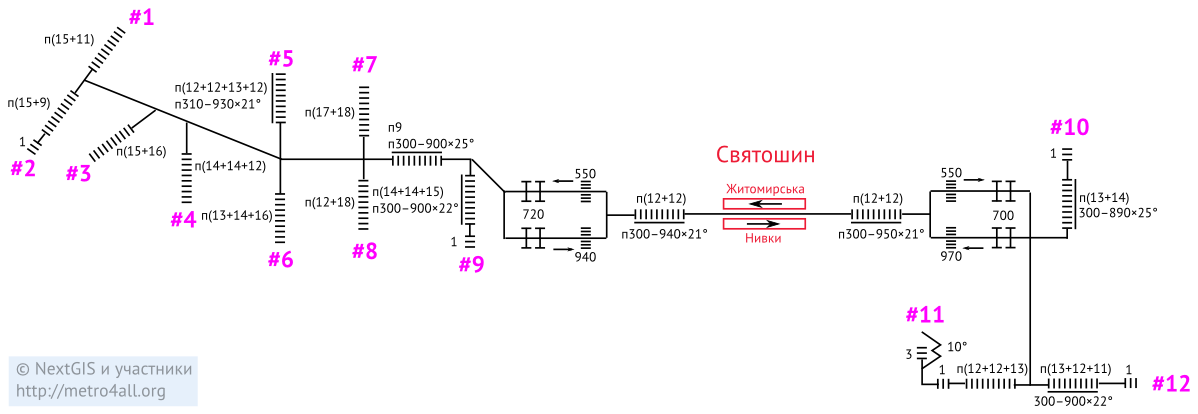 #1
п(15+11)
#5
#7
п(12+12+13+12)
п310–930×21°
п(15+9)
п(17+18)
1
#2
#3
п(15+16)
#4
п(14+14+12)
п(13+14+16)
#6
п9
п300–900×25°
п(14+14+15)
п300–900×22°
п(12+18)
#8
1
#9
550
720
940
п(12+12)
п300–940×21°
Святошин
Житомирська
Нивки
п(12+12)
п300–950×21°
550
700
970
#10
1
п(13+14)
300–890×25°
#11
3
10°
1
п(12+12+13)
п(13+12+11)
300–900×22°
1
#12
© NextGIS и участники
http://metro4all.org